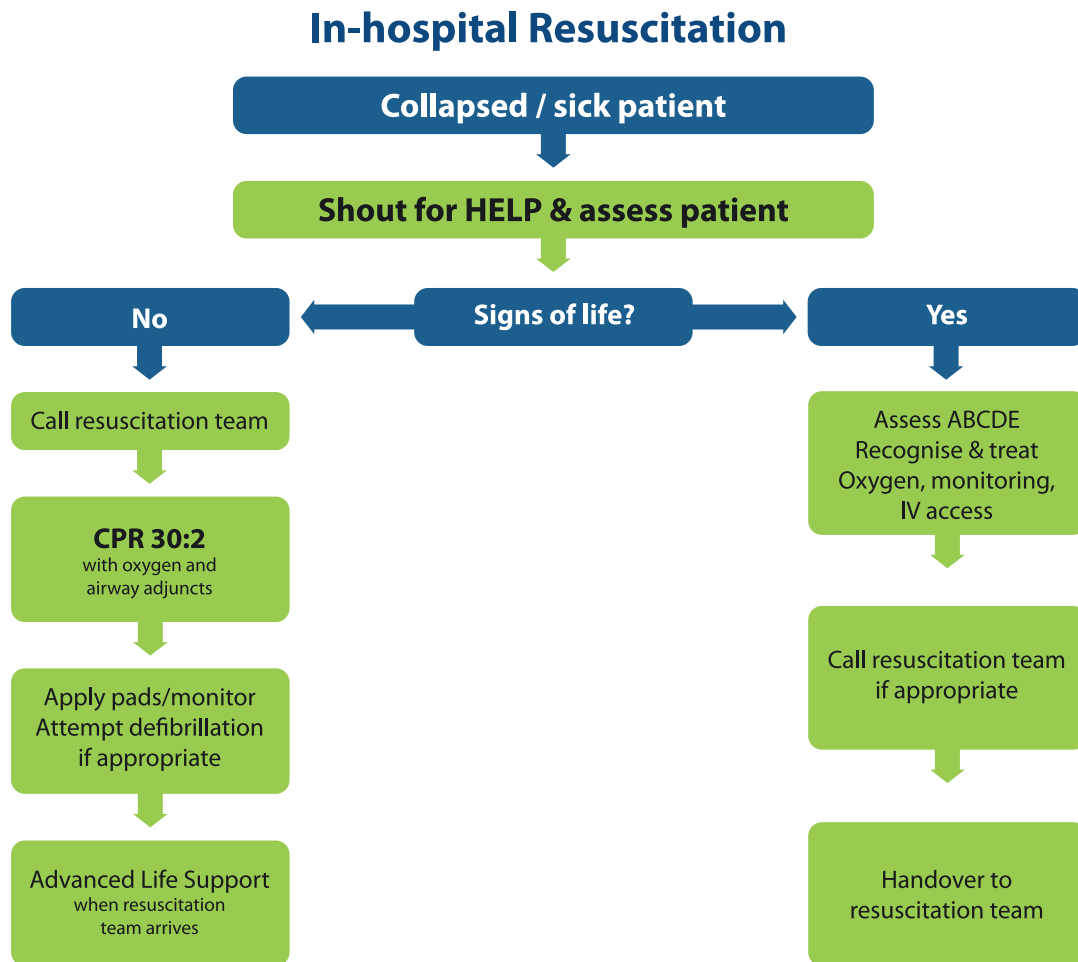 In-hospital Resuscitation
Collapsed / sick patient
Shout for HELP & assess patient
No
Signs of life?
Yes
Call resuscitation team
CPR 30:2
with oxygen and
airway adjuncts
Apply pads/monitor
Attempt defibrillation
if appropriate
Advanced Life Support
when resuscitation
team arrives
Assess ABCDE
Recognise & treat
Oxygen, monitoring,
IV access
Call resuscitation team
if appropriate
Handover to
resuscitation team